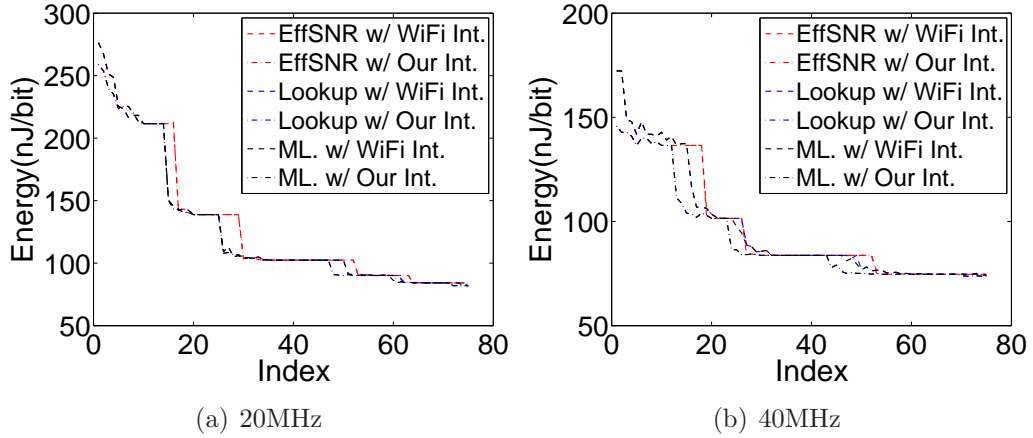 300
250
200
150
100
50
Energy(nJ/bit)
EffSNR w/ WiFi Int.
EffSNR w/ Our Int.
Lookup w/ WiFi Int.
Lookup w/ Our Int.
ML. w/ WiFi Int.
ML. w/ Our Int.
0 20 40 60 80
Index
(a) 20MHz
200
150
100
50
Energy(nJ/bit)
EffSNR w/ WiFi Int.
EffSNR w/ Our Int.
Lookup w/ WiFi Int.
Lookup w/ Our Int.
ML. w/ WiFi Int.
ML. w/ Our Int.
0 20 40 60 80
Index
(b) 40MHz